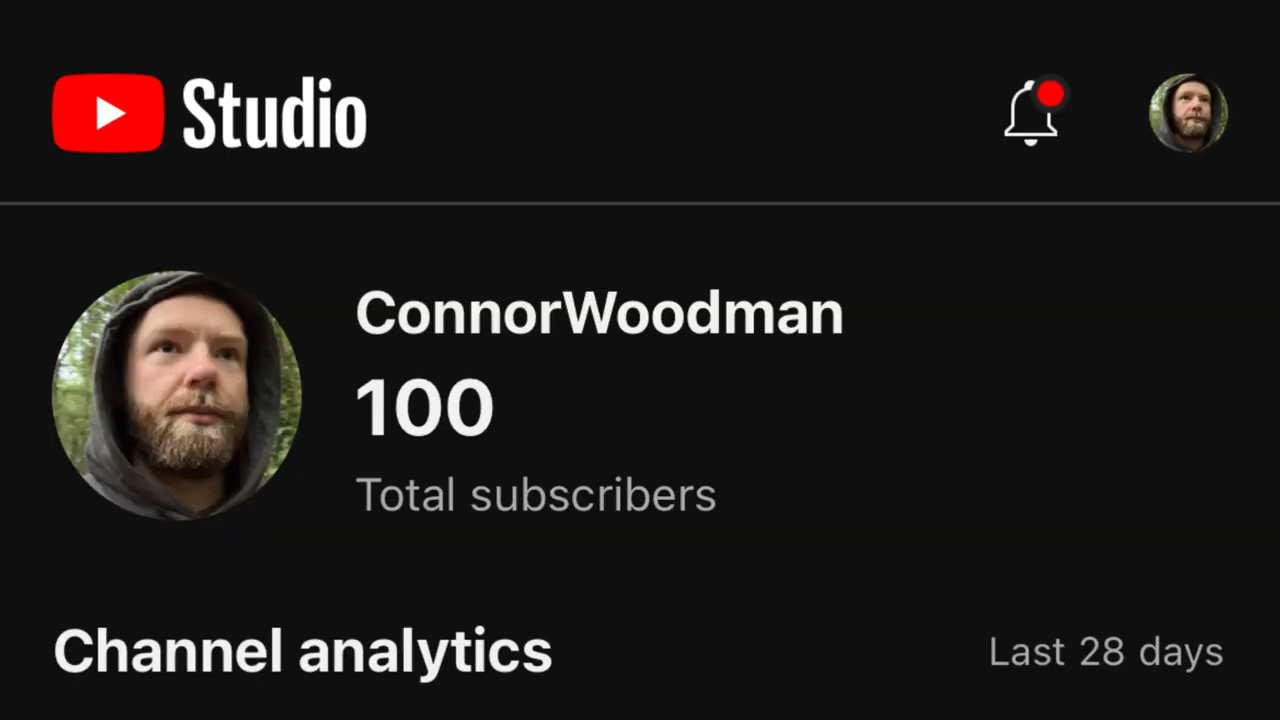 Studio
ConnorWoodman
100
Total subscribers
Channel analytics
Last 28 days